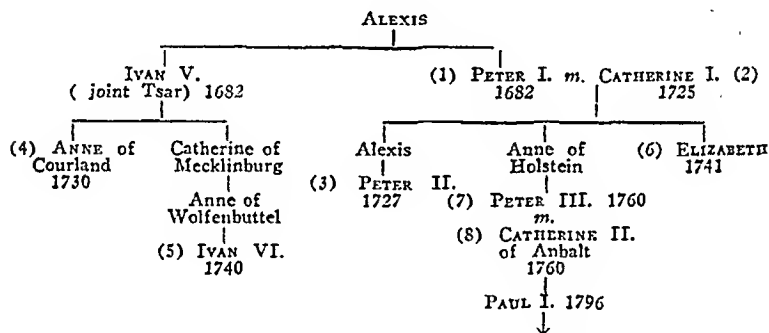 ALEXIS
IVAN V.
( joint Tsar) 1682
(1) PETER I. m. CATHERINE I. (2)
1682 1725
(4) ANNE of
Courland
1730
Catherine of
Mecklinburg
Alexis
Anne of
Holstein
(6) ELIZABETH
1741
Anne of
Wolfenbuttel
(3) PETER II.
1727
(7) PETER III. 1760
m.
(5) IVAN VI.
1740
(8) CATHERINE II.
of Anbalt
1760
PAUL I. 1796